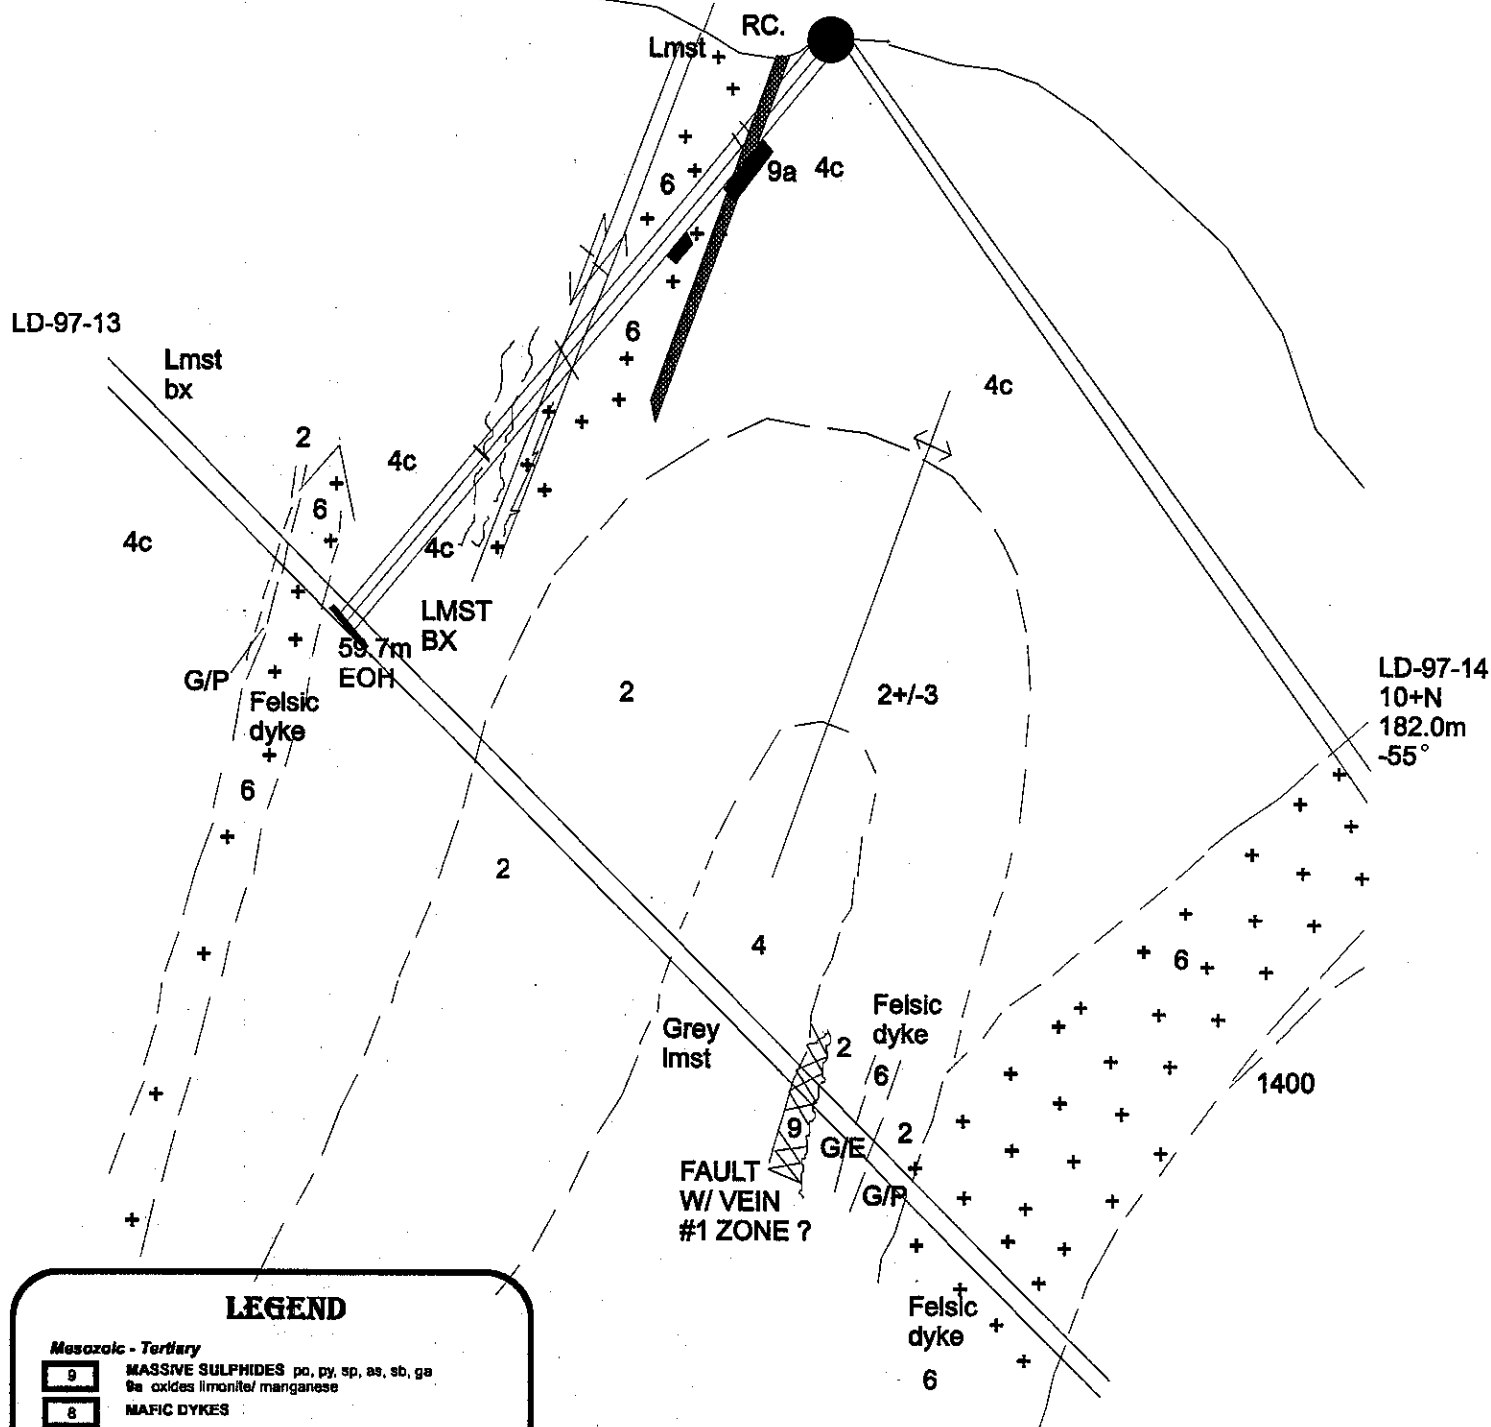 RC.
Lmst
9a
4c
6
LD-97-13
6
Lmst
bx
4c
2
4c
6
4c
4c
LMST
BX
59.7m
EOH
G/P
Felsic
dyke
2
2+/-3
LD-97-14
10+N
182.0m
-55°
6
2
4
6
Felsic
dyke
Grey
lmst
2
6
1400
9
2
G/E
FAULT
W/ VEIN
#1 ZONE ?
G/P
Felsic
dyke
6
LEGEND
Mesozoic - Tertiary
9 MASSIVE SULPHIDES po, py, sp, as, sb, ga
9a oxides limonite/ manganese
8 MAFIC DYKES